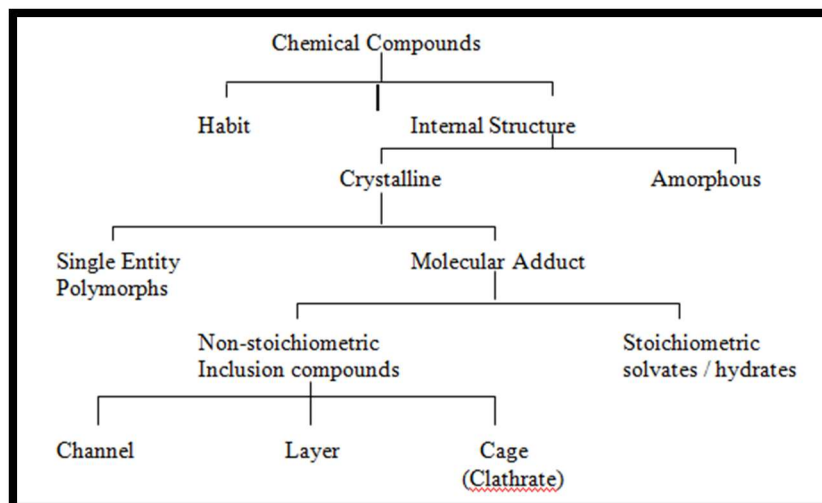 Chemical Compounds
Habit
Internal Structure
Crystalline
Amorphous
Single Entity
Polymorphs
Molecular Adduct
Non-stoichiometric
Inclusion compounds
Stoichiometric
solvates / hydrates
Channel
Layer
Cage
(Clathrate)